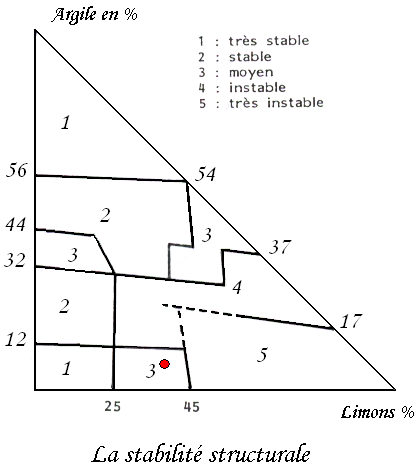 Argile en %
1 : très stable
2 : stable
3 : moyen
4 : instable
5 : très instable
1
56
54
2
44
3
37
3
32
4
2
17
12
5
1
3
25
45
Limons %
La stabilité structurale